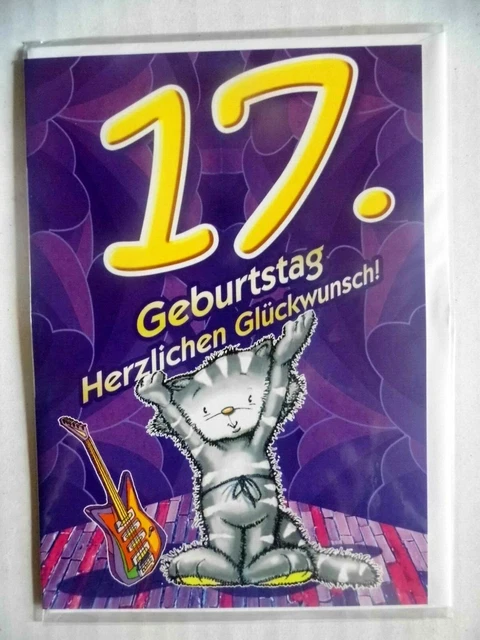 17.
Geburtstag
Herzlichen Glückwunsch!